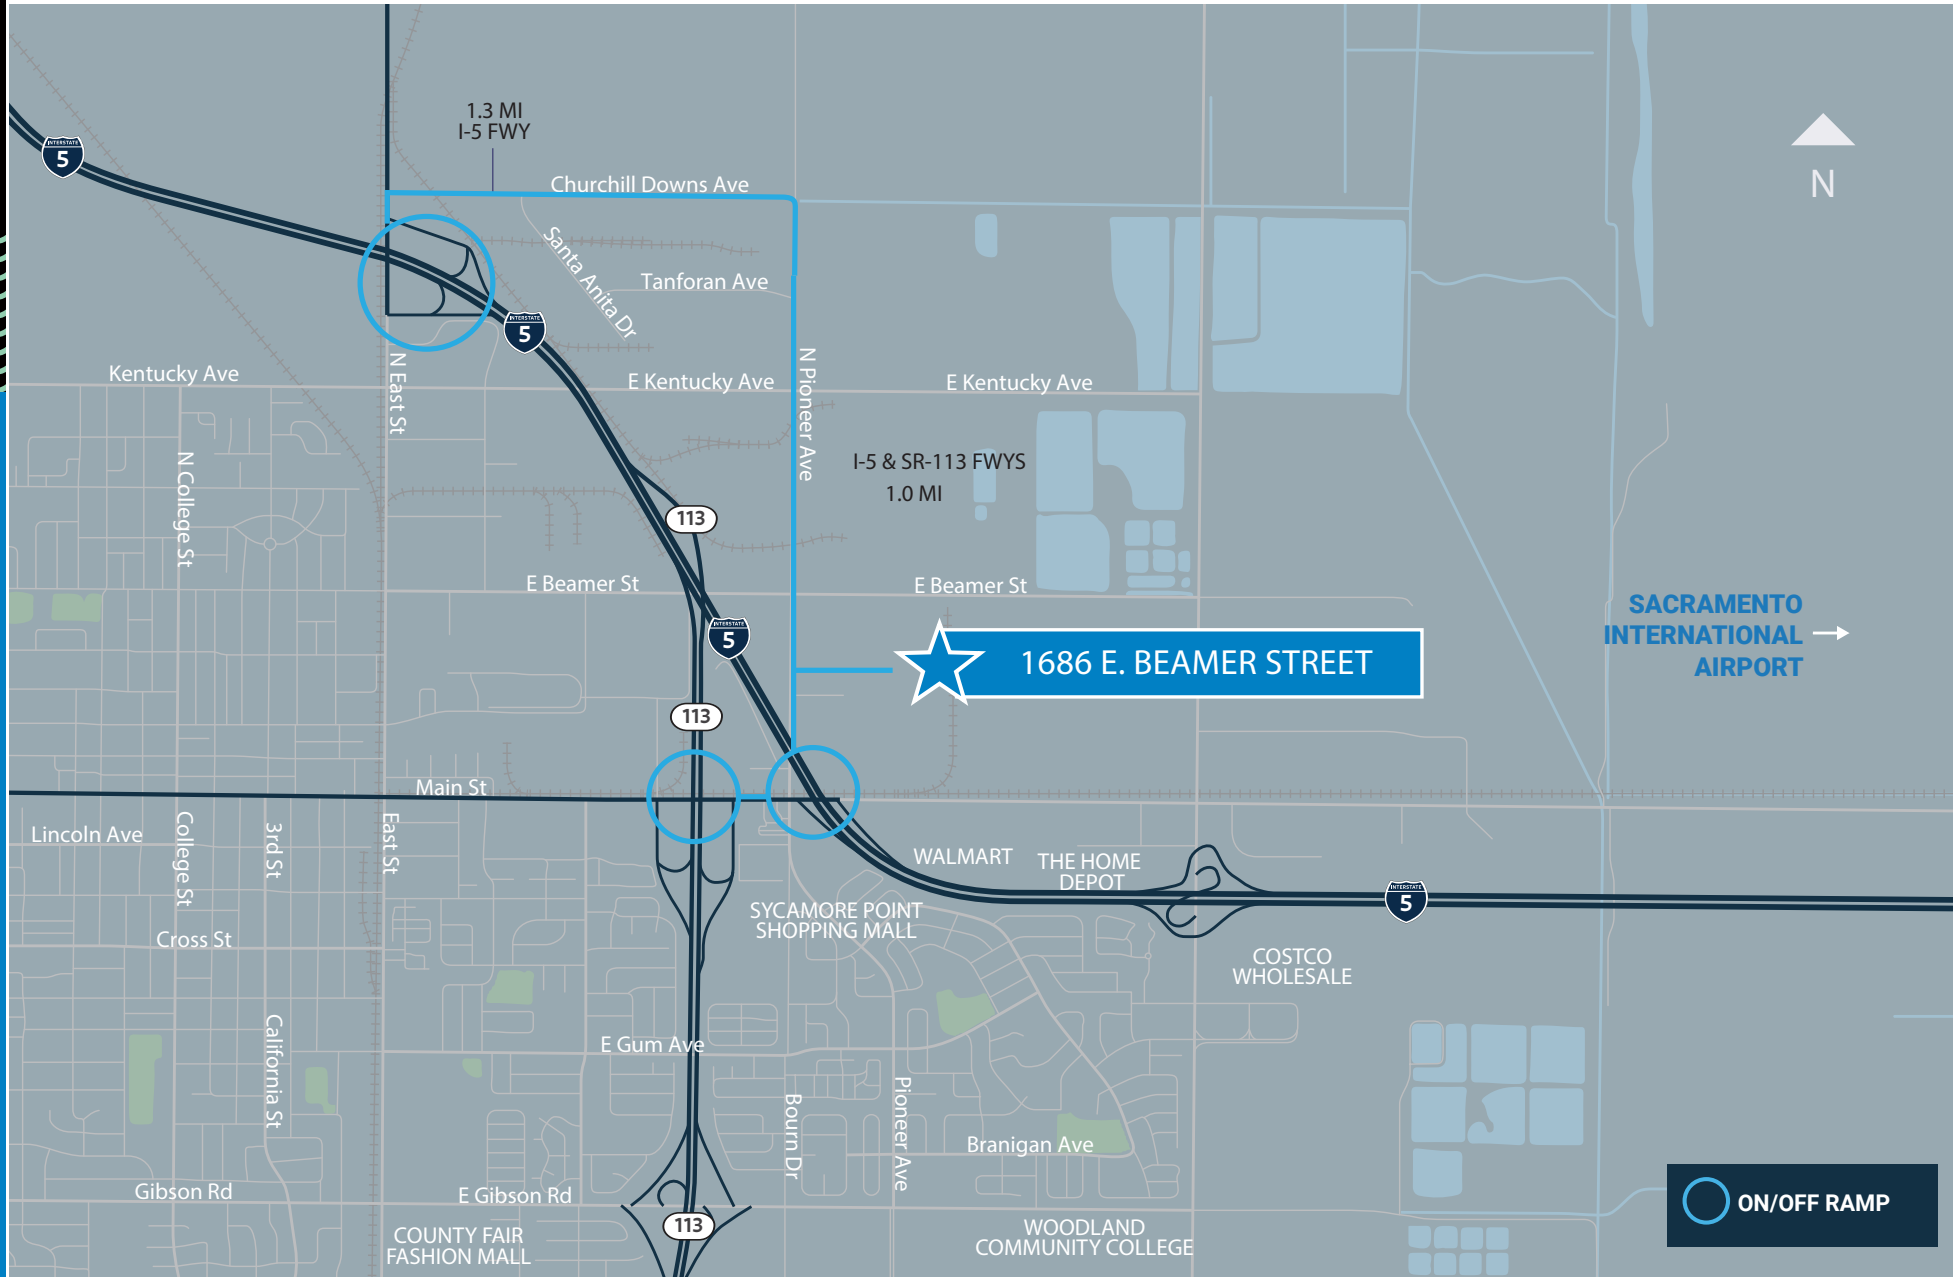 1.3 MI
I-5 FWY
INTERSTATE
5
Churchill Downs Ave
N
Santa Anita Dr
Tanforan Ave
INTERSTATE
5
N East St
Kentucky Ave
E Kentucky Ave
N Pioneer Ave
E Kentucky Ave
N College St
I-5 & SR-113 FWYS
1.0 MI
113
E Beamer St
E Beamer St
INTERSTATE
5
1686 E. BEAMER STREET
SACRAMENTO
INTERNATIONAL
AIRPORT
113
Main St
Lincoln Ave
College St
3rd St
East St
WALMART
THE HOME
DEPOT
INTERSTATE
5
SYCAMORE POINT
SHOPPING MALL
Cross St
COSTCO
WHOLESALE
California St
E Gum Ave
Bourn Dr
Pioneer Ave
Branigan Ave
Gibson Rd
E Gibson Rd
113
COUNTY FAIR
FASHION MALL
WOODLAND
COMMUNITY COLLEGE
ON/OFF RAMP